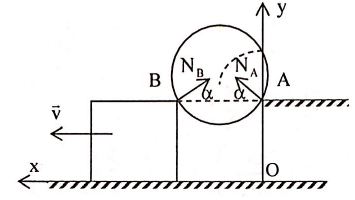 y
N_B N_A
B α α A
v⃗
x O